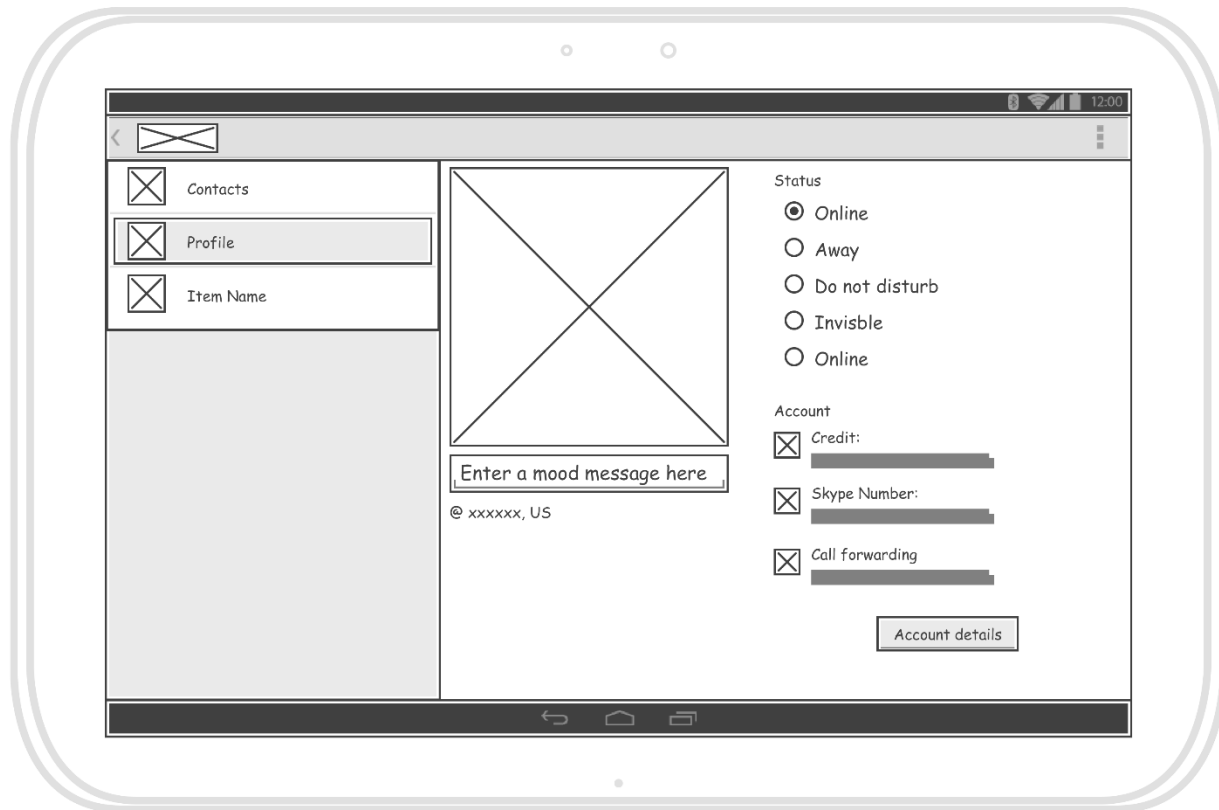 12:00
Contacts
Profile
Item Name
Enter a mood message here
@ xxxxxx, US
Status
Online
Away
Do not disturb
Invisble
Online
Account
Credit:
Skype Number:
Call forwarding
Account details